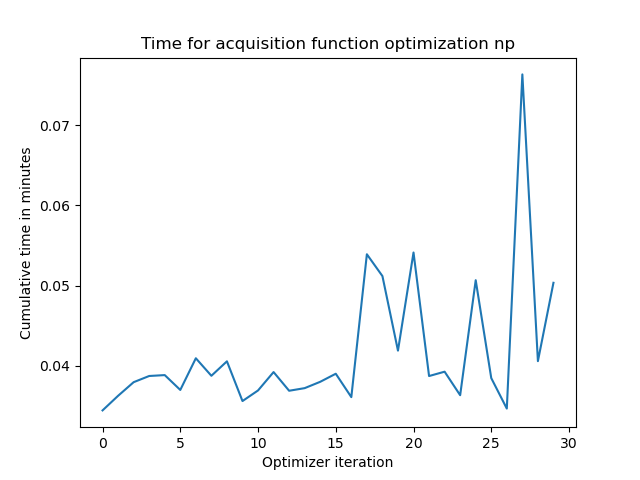 Time for acquisition function optimization np
Cumulative time in minutes
0.07
0.06
0.05
0.04
0 5 10 15 20 25 30
Optimizer iteration